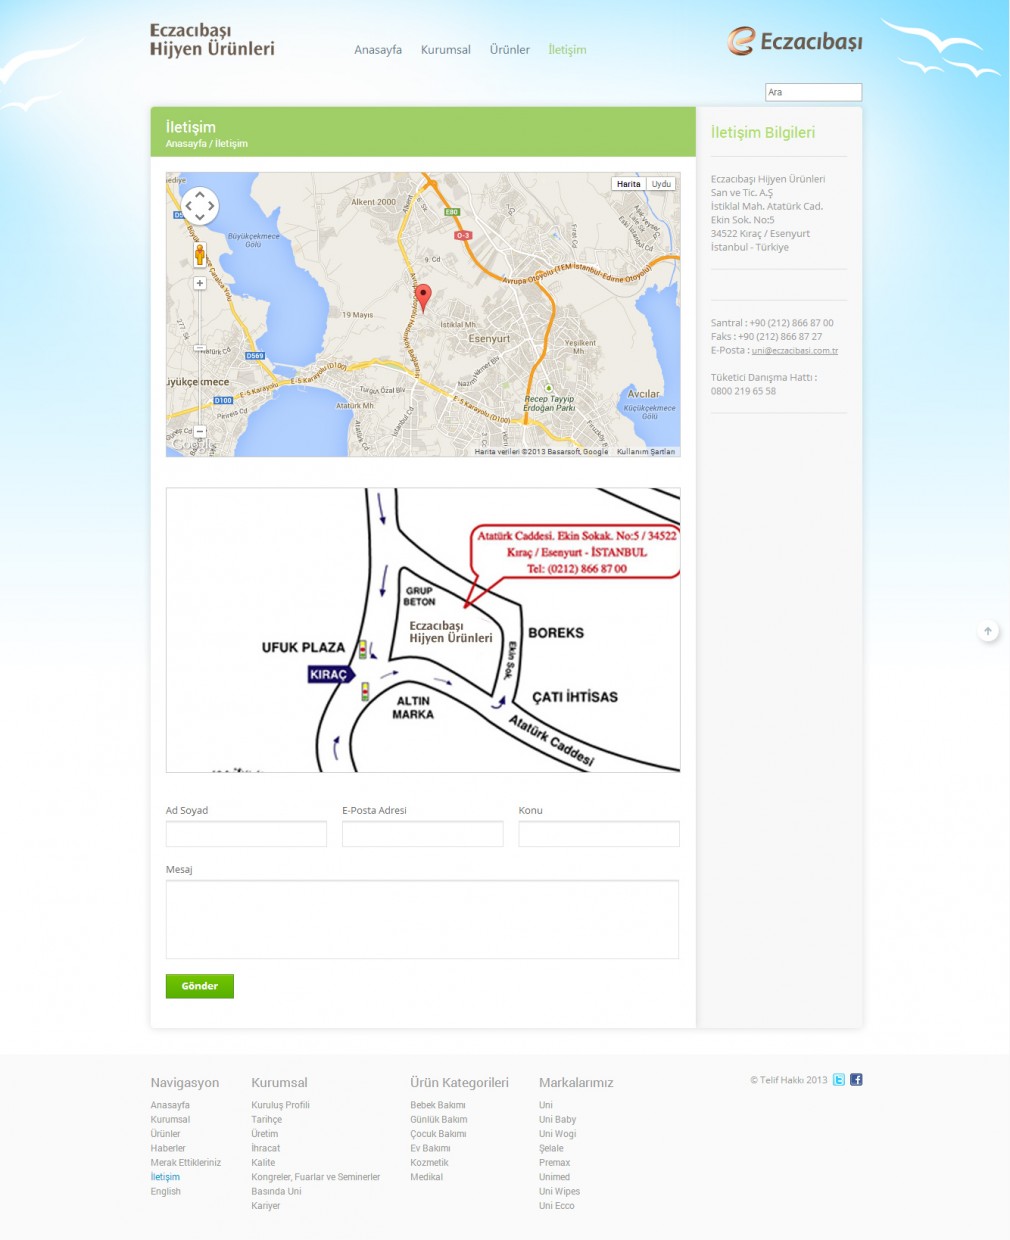 Eczacıbaşı
Hijyen Ürünleri
Anasayfa
Kurumsal
Ürünler
İletişim
Eczacıbaşı
Ara
İletişim
Anasayfa / İletişim
Harita
Uydu
Alkent 2000
E80
O-3
Büyükçekmece
Gölü
9. Cd
Avrupa Otoyolu (TEM İstanbul-Edirne Otoyolu)
19 Mayıs
İstiklal Mh
Esenyurt
Yeşilkent
Mh
D569
E-5 Karayolu
E-5 Karayolu (D100)
D100
Turgut Özal Blv
Atatürk Mh
Nazım Hikmet Blv
Recep Tayyip
Erdoğan Parkı
Avcılar
Küçükçekmece
Gölü
Harita verileri ©2013 Basarsoft, Google
Kullanım Şartları
Atatürk Caddesi. Ekin Sokak. No:5 / 34522
Kıraç / Esenyurt - İSTANBUL
Tel: (0212) 866 87 00
GRUP
BETON
Eczacıbaşı
Hijyen Ürünleri
BOREKS
UFUK PLAZA
KIRAÇ
Ekin Sok.
ALTIN
MARKA
ÇATI İHTİSAS
Atatürk Caddesi
Ad Soyad
E-Posta Adresi
Konu
Mesaj
Gönder
İletişim Bilgileri
Eczacıbaşı Hijyen Ürünleri
San ve Tic. A.Ş
İstiklal Mah. Atatürk Cad.
Ekin Sok. No:5
34522 Kıraç / Esenyurt
İstanbul - Türkiye
Santral : +90 (212) 866 87 00
Faks : +90 (212) 866 87 27
E-Posta : uni@eczacibasi.com.tr
Tüketici Danışma Hattı :
0800 219 65 58
Navigasyon
Anasayfa
Kurumsal
Ürünler
Haberler
Merak Ettikleriniz
İletişim
English
Kurumsal
Kuruluş Profili
Tarihçe
Üretim
İhracat
Kalite
Kongreler, Fuarlar ve Seminerler
Basında Uni
Kariyer
Ürün Kategorileri
Bebek Bakımı
Günlük Bakım
Çocuk Bakımı
Ev Bakımı
Kozmetik
Medikal
Markalarımız
Uni
Uni Baby
Uni Wogi
Şelale
Premax
Unimed
Uni Wipes
Uni Ecco
© Telif Hakkı 2013